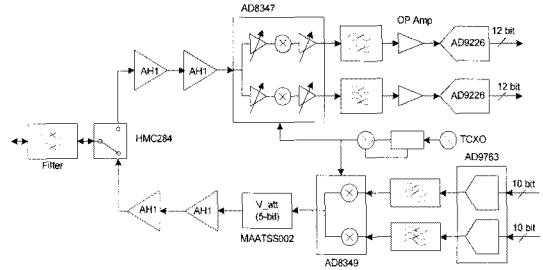 AD8347
OP Amp
12 bit
AD9226
AH1
AH1
12 bit
AD9226
HMC284
Filter
TCXO
AD9763
10 bit
AH1
AH1
V_att
(5-bit)
10 bit
MAATSS002
AD8349